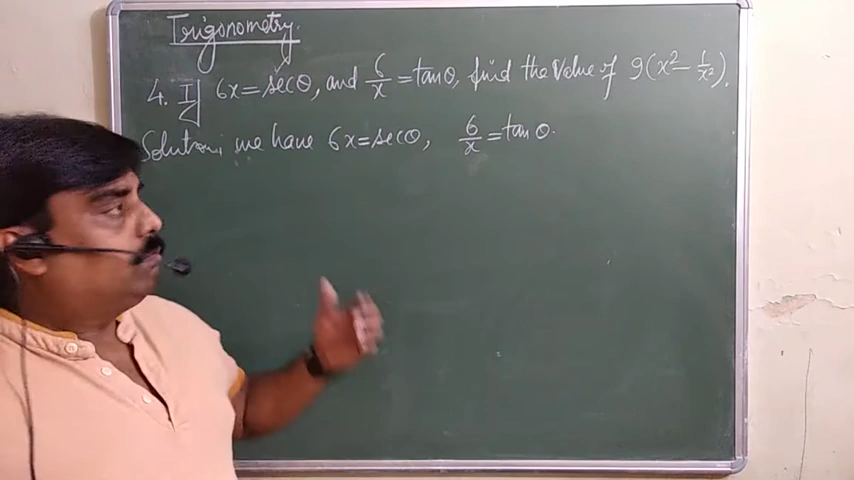 Trigonometry.
4. If 6x = secθ, and 6/x = tanθ, find the value of 9(x² - 1/x²).
Solution: we have 6x = secθ, 6/x = tanθ.